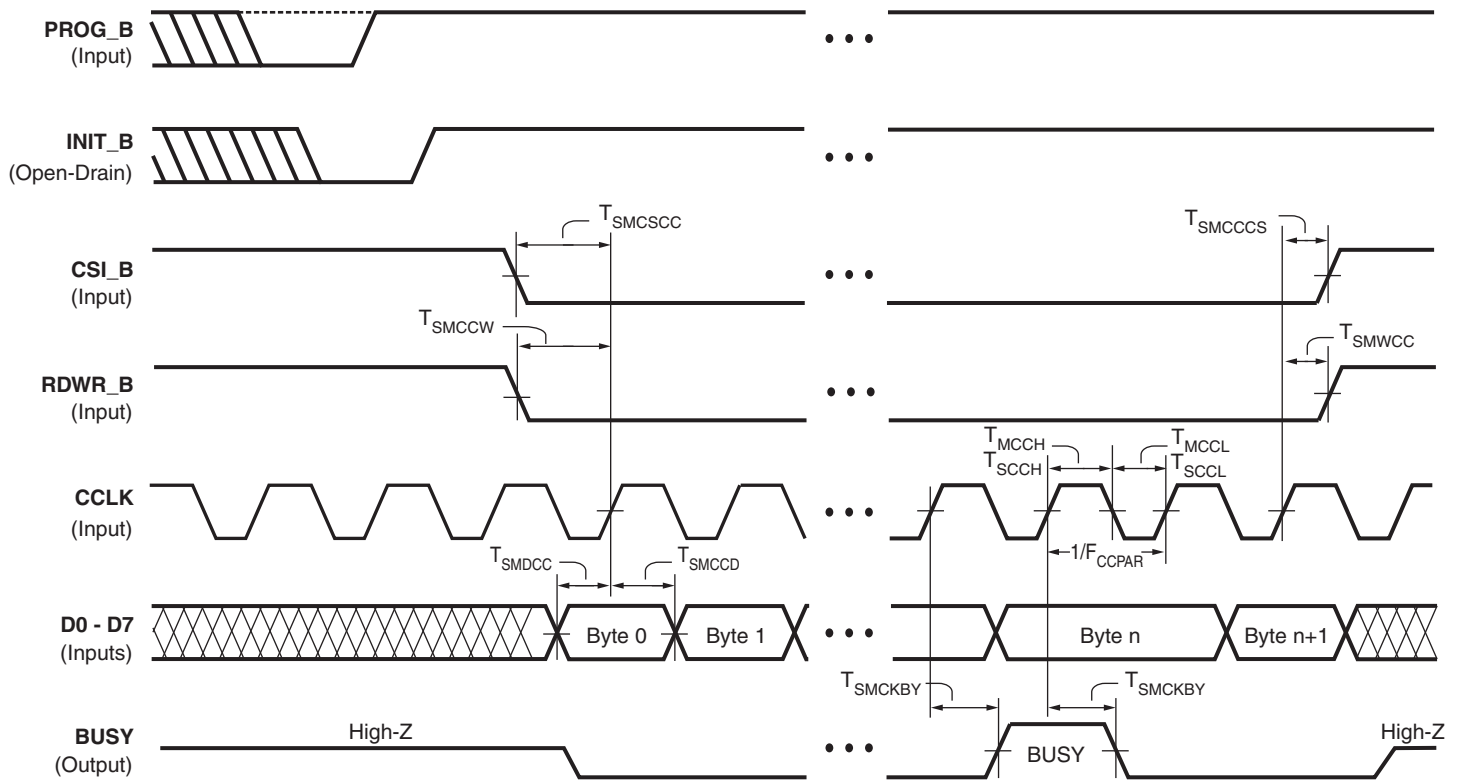 PROG_B
(Input)
INIT_B
(Open-Drain)
T_SMCSCC
T_SMCCCS
CSI_B
(Input)
T_SMCCW
T_SMWCC
RDWR_B
(Input)
T_MCCH
T_SCCH
T_MCCL
T_SCCL
CCLK
(Input)
1/F_CCPAR
T_SMDCC
T_SMCCD
D0 - D7
(Inputs)
Byte 0
Byte 1
Byte n
Byte n+1
T_SMCKBY
T_SMCKBY
BUSY
(Output)
High-Z
BUSY
High-Z